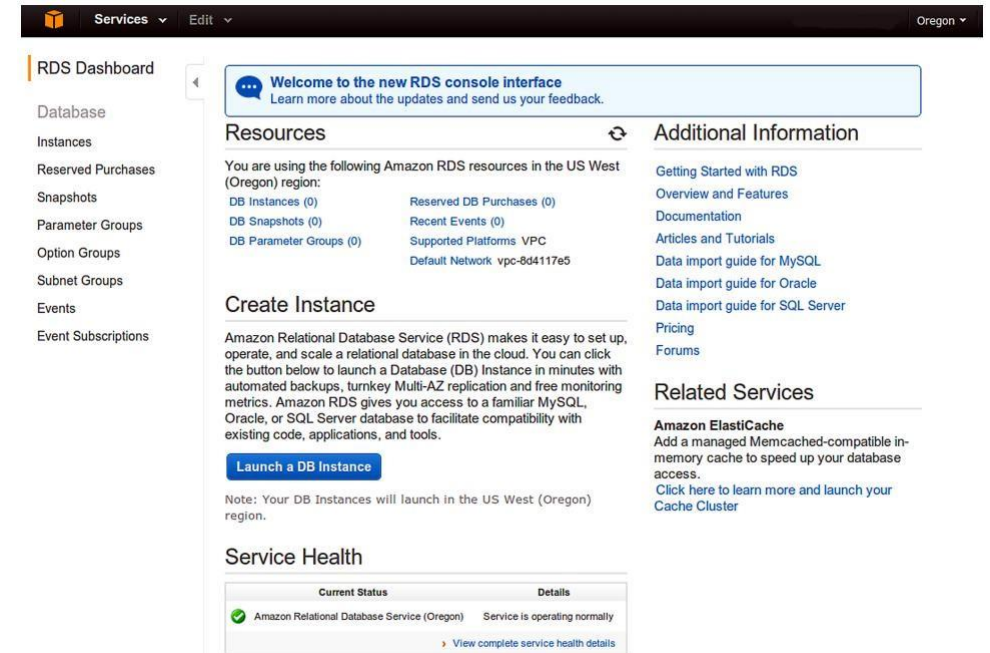 Services Edit Oregon
RDS Dashboard
Database
Instances
Reserved Purchases
Snapshots
Parameter Groups
Option Groups
Subnet Groups
Events
Event Subscriptions
Welcome to the new RDS console interface
Learn more about the updates and send us your feedback.
Resources
You are using the following Amazon RDS resources in the US West
(Oregon) region:
DB Instances (0) Reserved DB Purchases (0)
DB Snapshots (0) Recent Events (0)
DB Parameter Groups (0) Supported Platforms VPC
Default Network vpc-8d4117e5
Create Instance
Amazon Relational Database Service (RDS) makes it easy to set up,
operate, and scale a relational database in the cloud. You can click
the button below to launch a Database (DB) Instance in minutes with
automated backups, turnkey Multi-AZ replication and free monitoring
metrics. Amazon RDS gives you access to a familiar MySQL,
Oracle, or SQL Server database to facilitate compatibility with
existing code, applications, and tools.
Launch a DB Instance
Note: Your DB Instances will launch in the US West (Oregon)
region.
Service Health
Current Status Details
Amazon Relational Database Service (Oregon) Service is operating normally
View complete service health details
Additional Information
Getting Started with RDS
Overview and Features
Documentation
Articles and Tutorials
Data import guide for MySQL
Data import guide for Oracle
Data import guide for SQL Server
Pricing
Forums
Related Services
Amazon ElastiCache
Add a managed Memcached-compatible in-
memory cache to speed up your database
access.
Click here to learn more and launch your
Cache Cluster